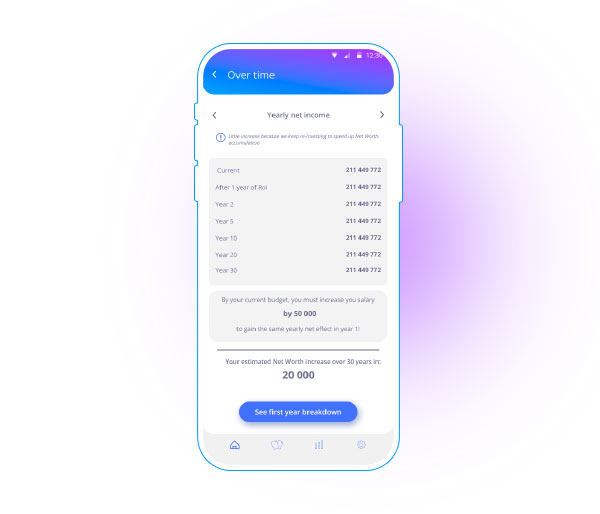 12:30
Over time
Yearly net income
Little increase because we keep re-investing to speed up Net Worth
accumulation
Current 211 449 772
After 1 year of Roi 211 449 772
Year 2 211 449 772
Year 5 211 449 772
Year 10 211 449 772
Year 20 211 449 772
Year 30 211 449 772
By your current budget, you must increase you salary
by 50 000
to gain the same yearly net effect in year 1!
Your estimated Net Worth increase over 30 years in:
20 000
See first year breakdown